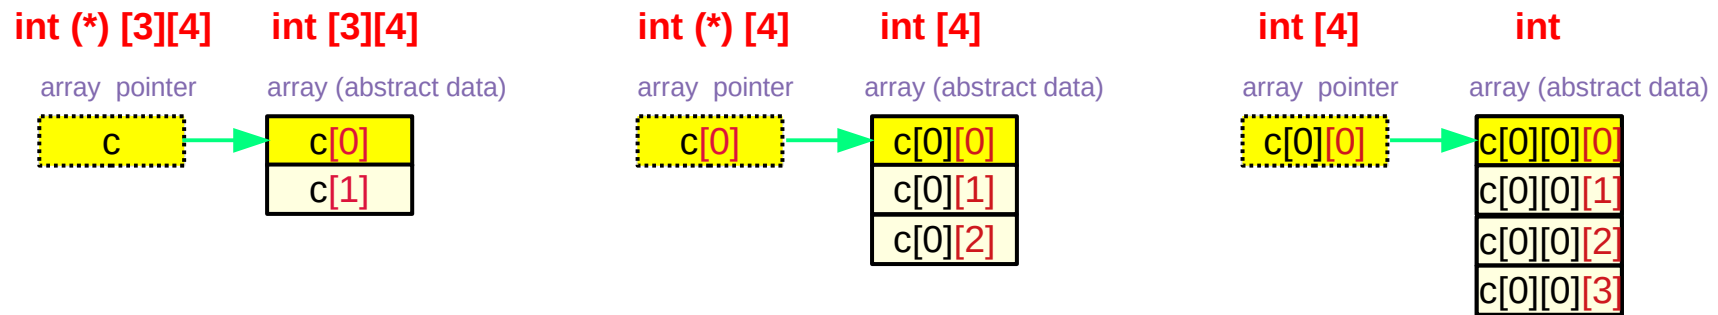 int (*) [3][4] int [3][4] int (*) [4] int [4] int [4] int
array pointer array (abstract data) array pointer array (abstract data) array pointer array (abstract data)
c c[0] c[0] c[0][0] c[0][0] c[0][0][0]
c[1] c[0][1] c[0][0][1]
c[0][2] c[0][0][2]
c[0][0][3]